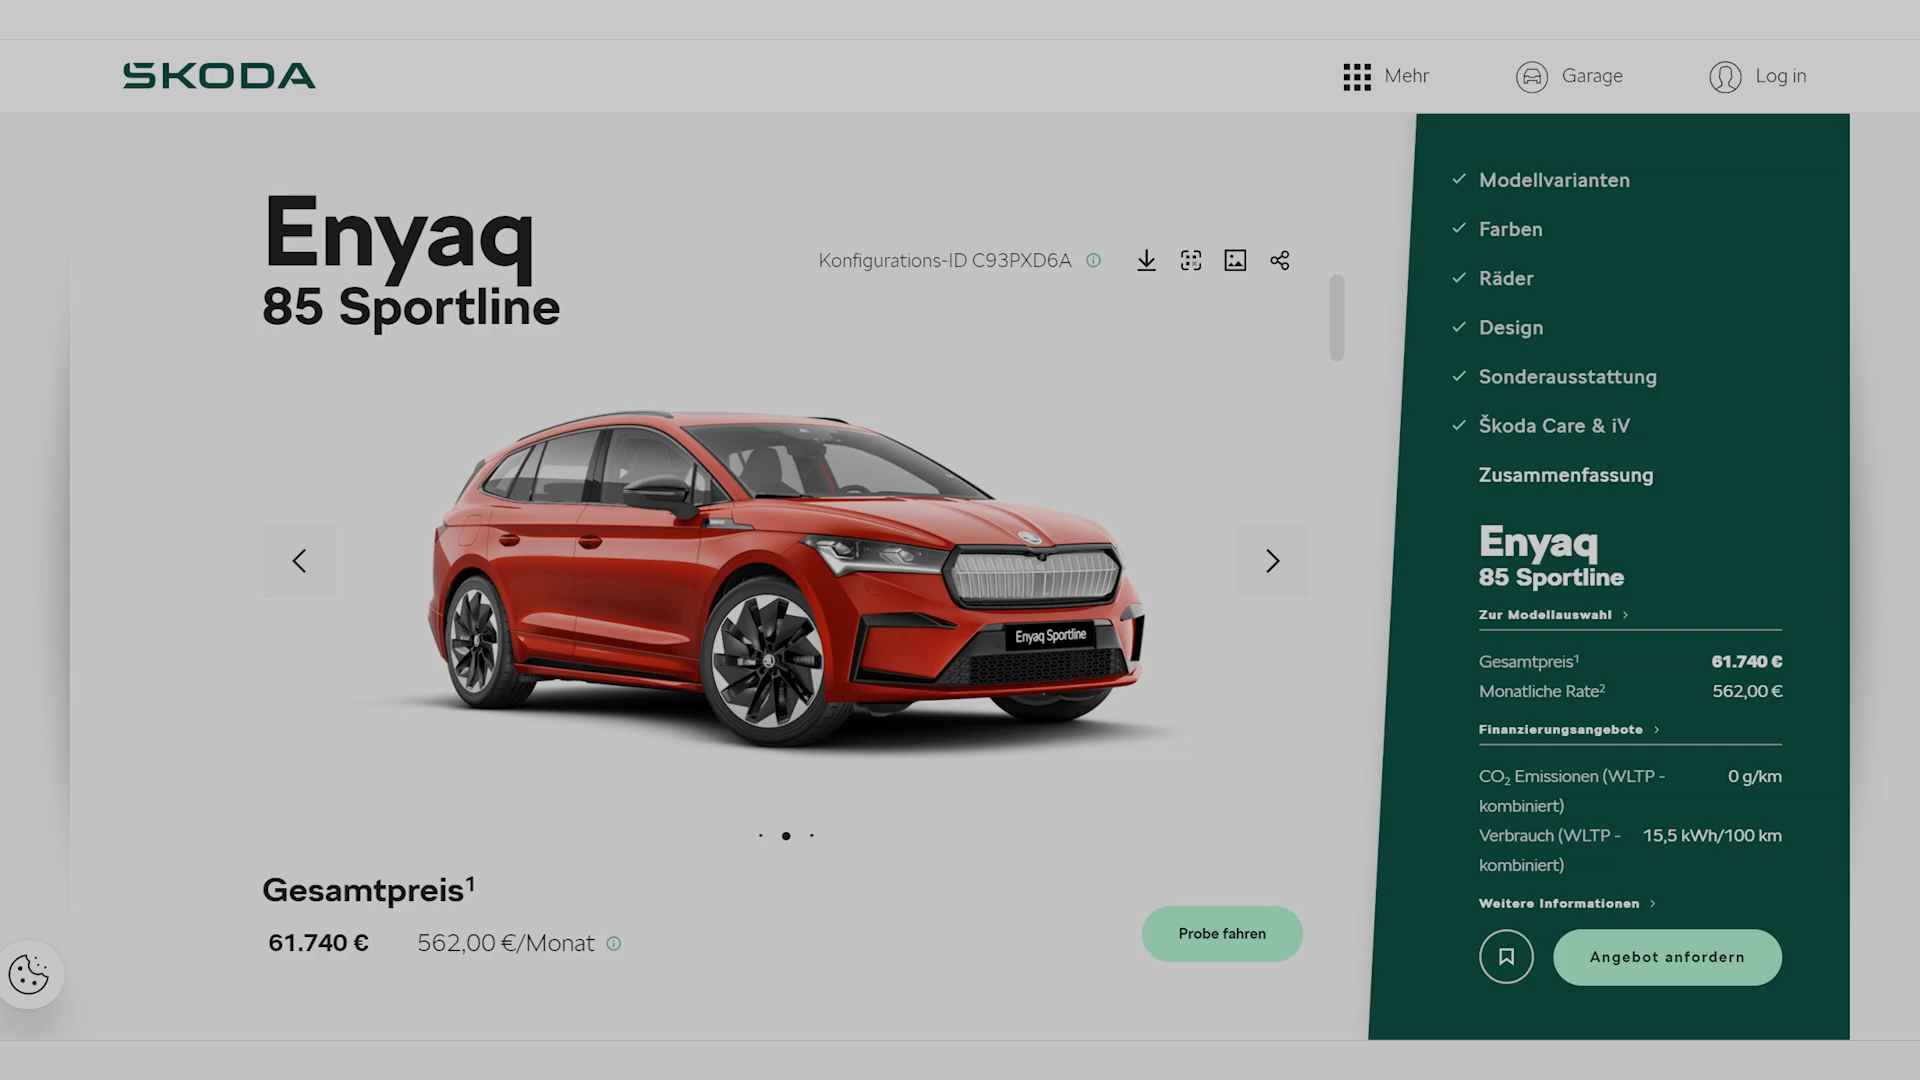 ŠKODA
Mehr
Garage
Log in
Enyaq
85 Sportline
Konfigurations-ID C93PXD6A
Enyaq Sportline
Gesamtpreis¹
61.740 €
562,00 €/Monat
Probe fahren
Modellvarianten
Farben
Räder
Design
Sonderausstattung
Škoda Care & iV
Zusammenfassung
Enyaq
85 Sportline
Zur Modellauswahl
Gesamtpreis¹ 61.740 €
Monatliche Rate² 562,00 €
Finanzierungsangebote
CO₂ Emissionen (WLTP - 0 g/km
kombiniert)
Verbrauch (WLTP - 15,5 kWh/100 km
kombiniert)
Weitere Informationen
Angebot anfordern